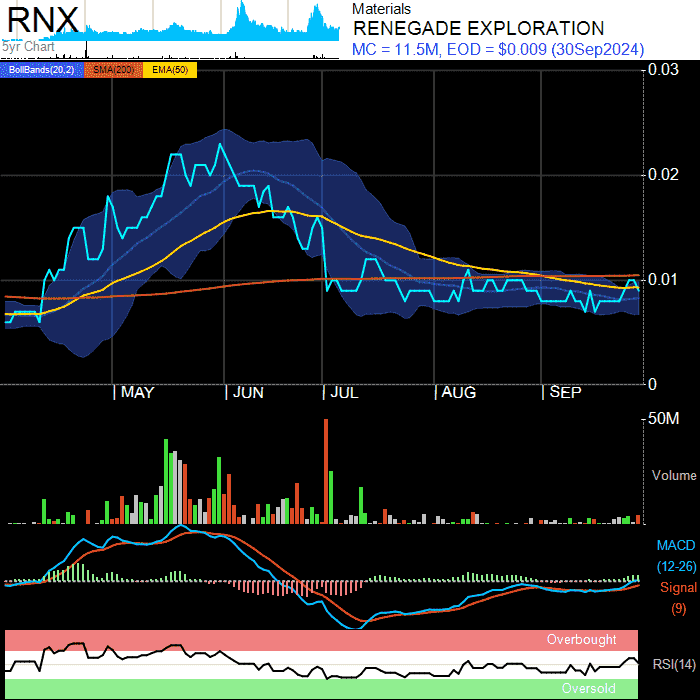 RNX
5yr Chart
Materials
RENEGADE EXPLORATION
MC = 11.5M, EOD = $0.009 (30Sep2024)
BollBands(20,2) SMA(200) EMA(50)
0.03
0.02
0.01
0
MAY JUN JUL AUG SEP
50M
Volume
MACD
(12-26)
Signal
(9)
Overbought
RSI(14)
Oversold